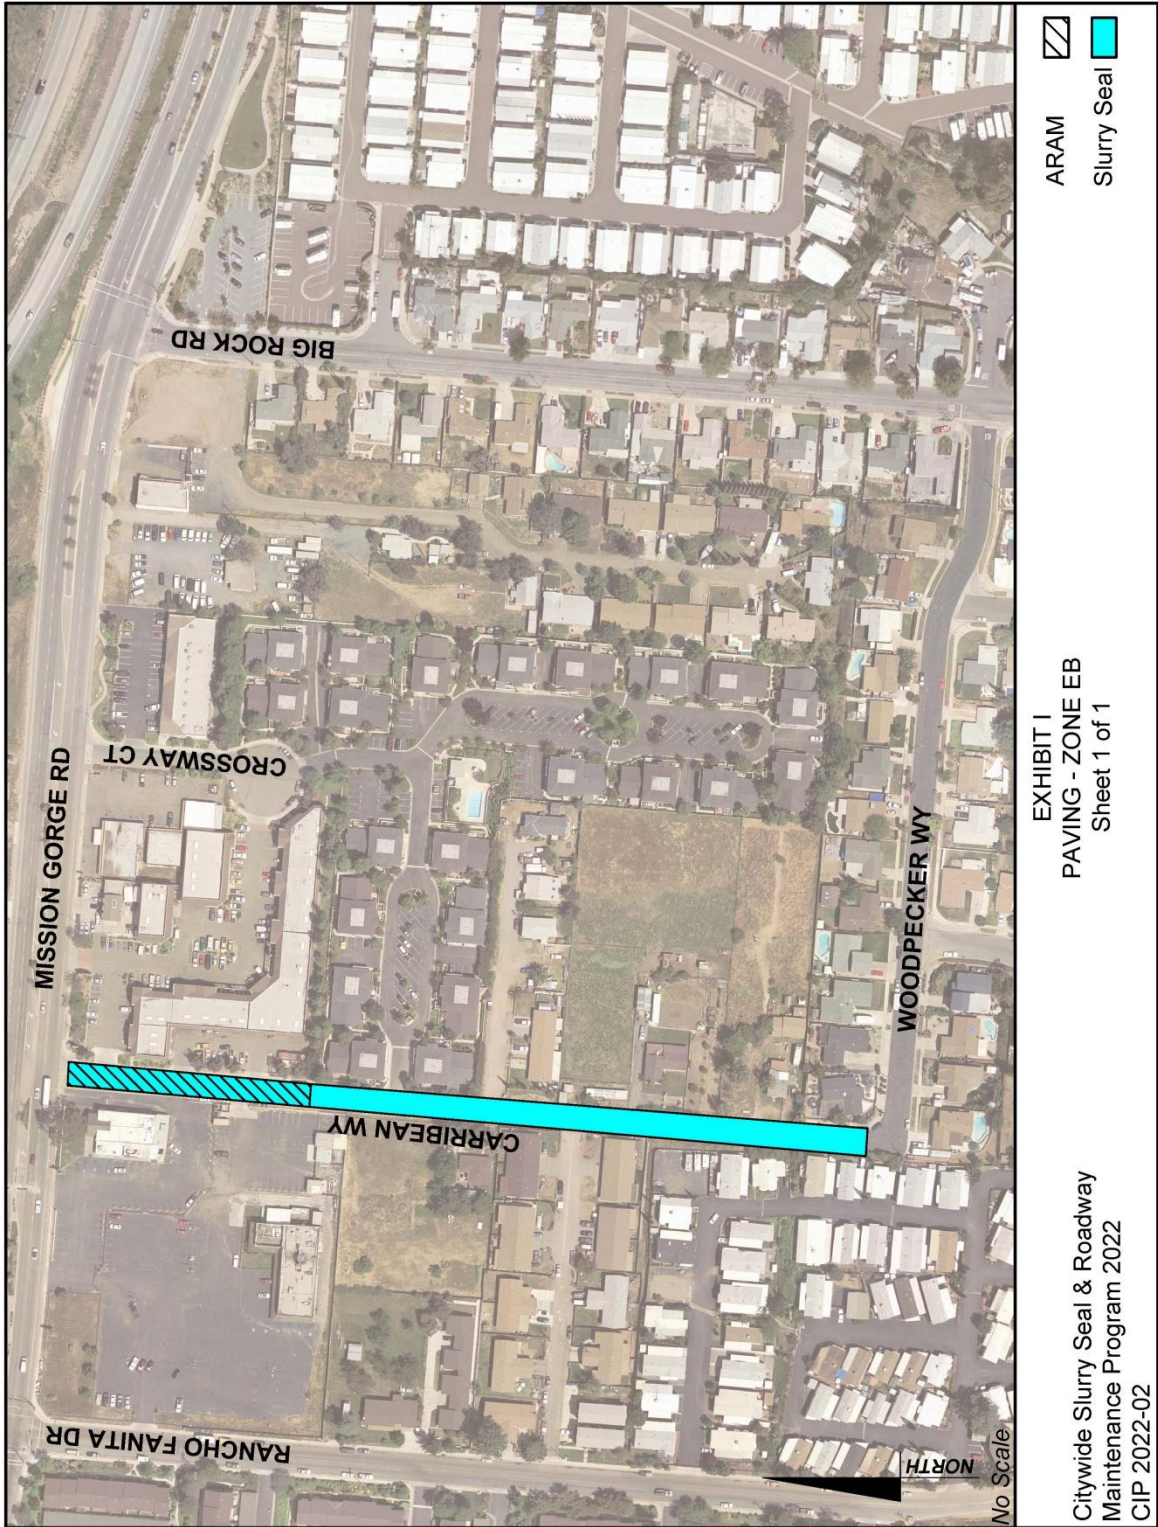 MISSION GORGE RD
RANCHO FANITA DR
CARRIBEAN WY
CROSSWAY CT
BIG ROCK RD
WOODPECKER WY
NORTH
No Scale
Citywide Slurry Seal & Roadway
Maintenance Program 2022
CIP 2022-02
EXHIBIT I
PAVING - ZONE EB
Sheet 1 of 1
ARAM
Slurry Seal